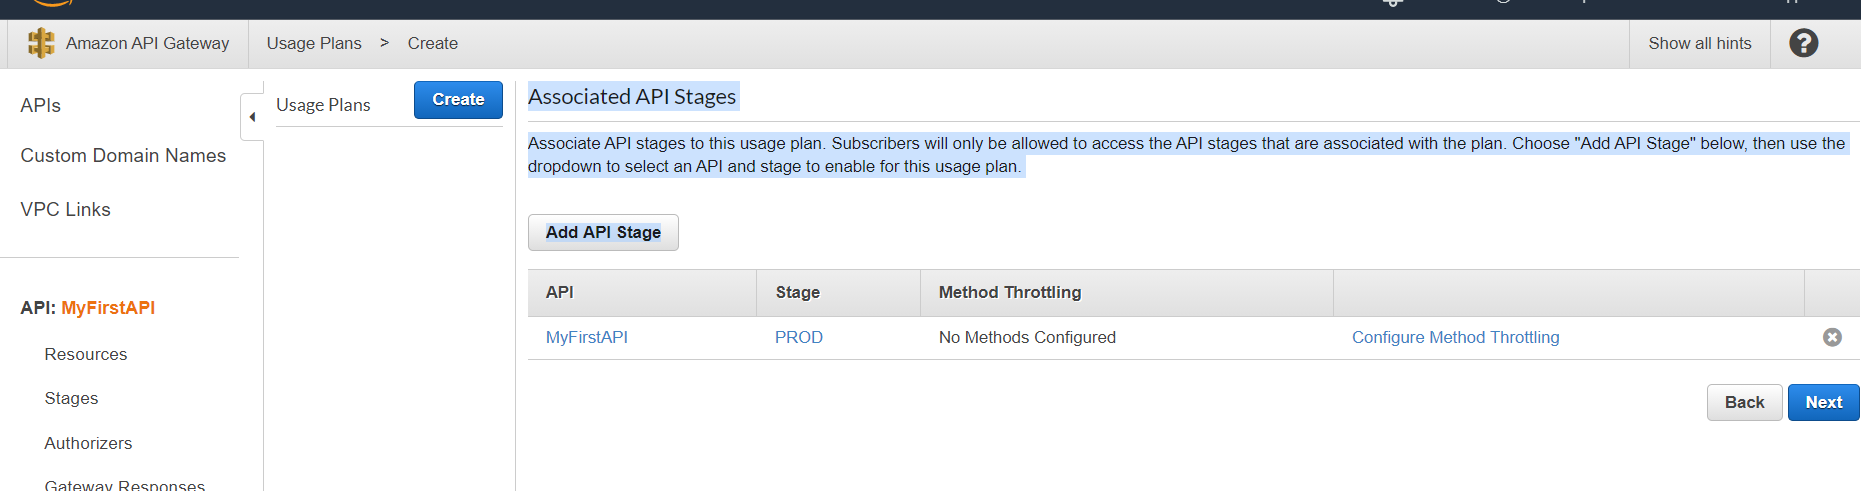 Amazon API Gateway
Usage Plans > Create
Show all hints
?
APIs
Custom Domain Names
VPC Links
API: MyFirstAPI
Resources
Stages
Authorizers
Gateway Responses
Usage Plans
Create
Associated API Stages
Associate API stages to this usage plan. Subscribers will only be allowed to access the API stages that are associated with the plan. Choose "Add API Stage" below, then use the
dropdown to select an API and stage to enable for this usage plan.
Add API Stage
API Stage Method Throttling
MyFirstAPI PROD No Methods Configured Configure Method Throttling
Back Next